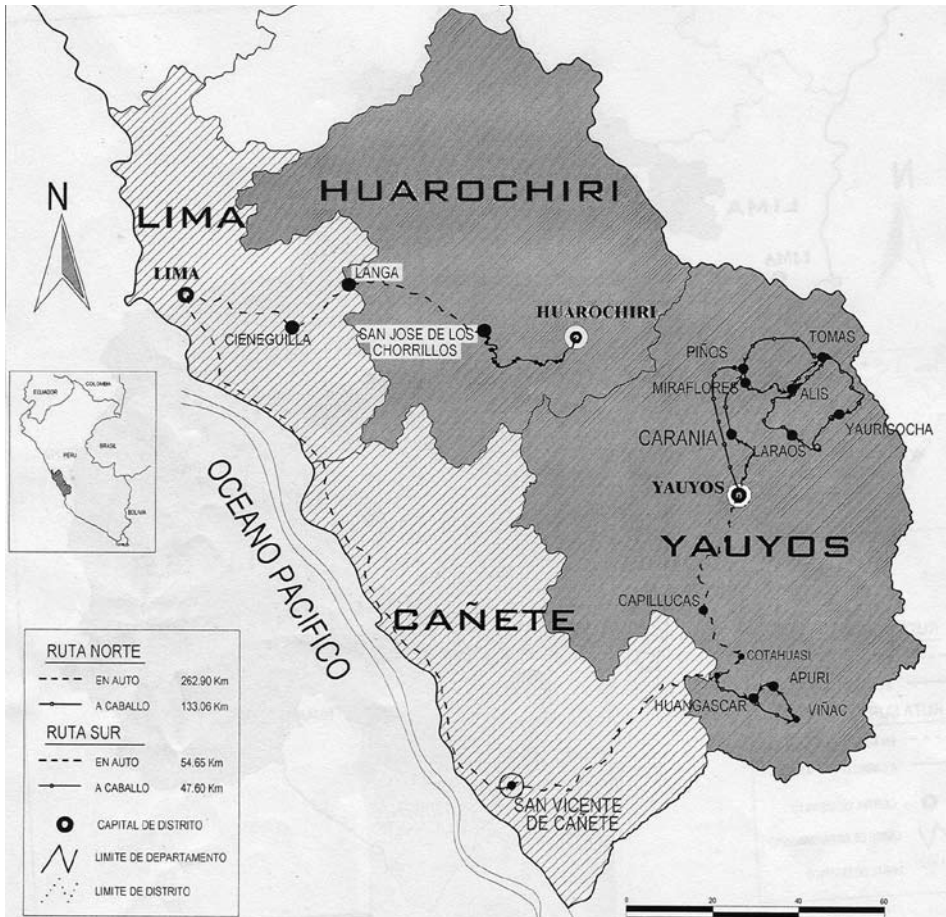 N
HUAROCHIRI
LIMA
LIMA
LANGA
CIENEGUILLA
SAN JOSE DE LOS
CHORRILLOS
HUAROCHIRI
TOMAS
PIÑOS
MIRAFLORES
ALIS
YAURICOCHA
CARANIA
LARAOS
YAUYOS
YAUYOS
ECUADOR
COLOMBIA
BRASIL
PERU
BOLIVIA
CHILE
OCEANO PACIFICO
CAPILLUCAS
CAÑETE
COTAHUASI
APURI
HUANGASCAR
VIÑAC
SAN VICENTE
DE CAÑETE
RUTA NORTE
EN AUTO 262.90 Km
A CABALLO 133.06 Km
RUTA SUR
EN AUTO 54.65 Km
A CABALLO 47.60 Km
CAPITAL DE DISTRITO
LIMITE DE DEPARTAMENTO
LIMITE DE DISTRITO
0 20 40 60